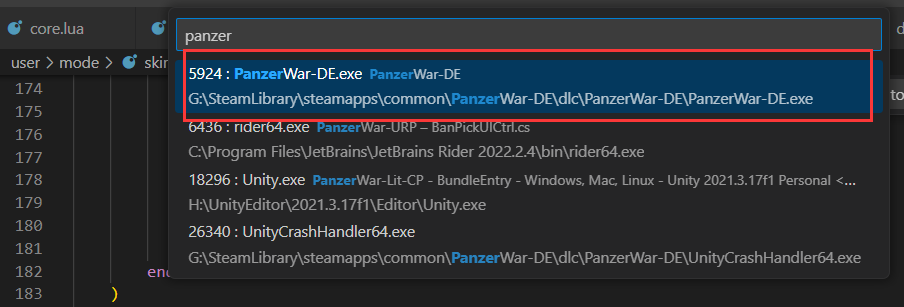 core.lua
d
panzer
user > mode > skin
to
5924 : PanzerWar-DE.exe PanzerWar-DE
174
G:\SteamLibrary\steamapps\common\PanzerWar-DE\dlc\PanzerWar-DE\PanzerWar-DE.exe
175
6436 : rider64.exe PanzerWar-URP – BanPickUICtrl.cs
176
C:\Program Files\JetBrains\JetBrains Rider 2022.2.4\bin\rider64.exe
177
18296 : Unity.exe PanzerWar-Lit-CP - BundleEntry - Windows, Mac, Linux - Unity 2021.3.17f1 Personal <...
178
179
H:\UnityEditor\2021.3.17f1\Editor\Unity.exe
180
26340 : UnityCrashHandler64.exe
181
G:\SteamLibrary\steamapps\common\PanzerWar-DE\dlc\PanzerWar-DE\UnityCrashHandler64.exe
182 end
183 )